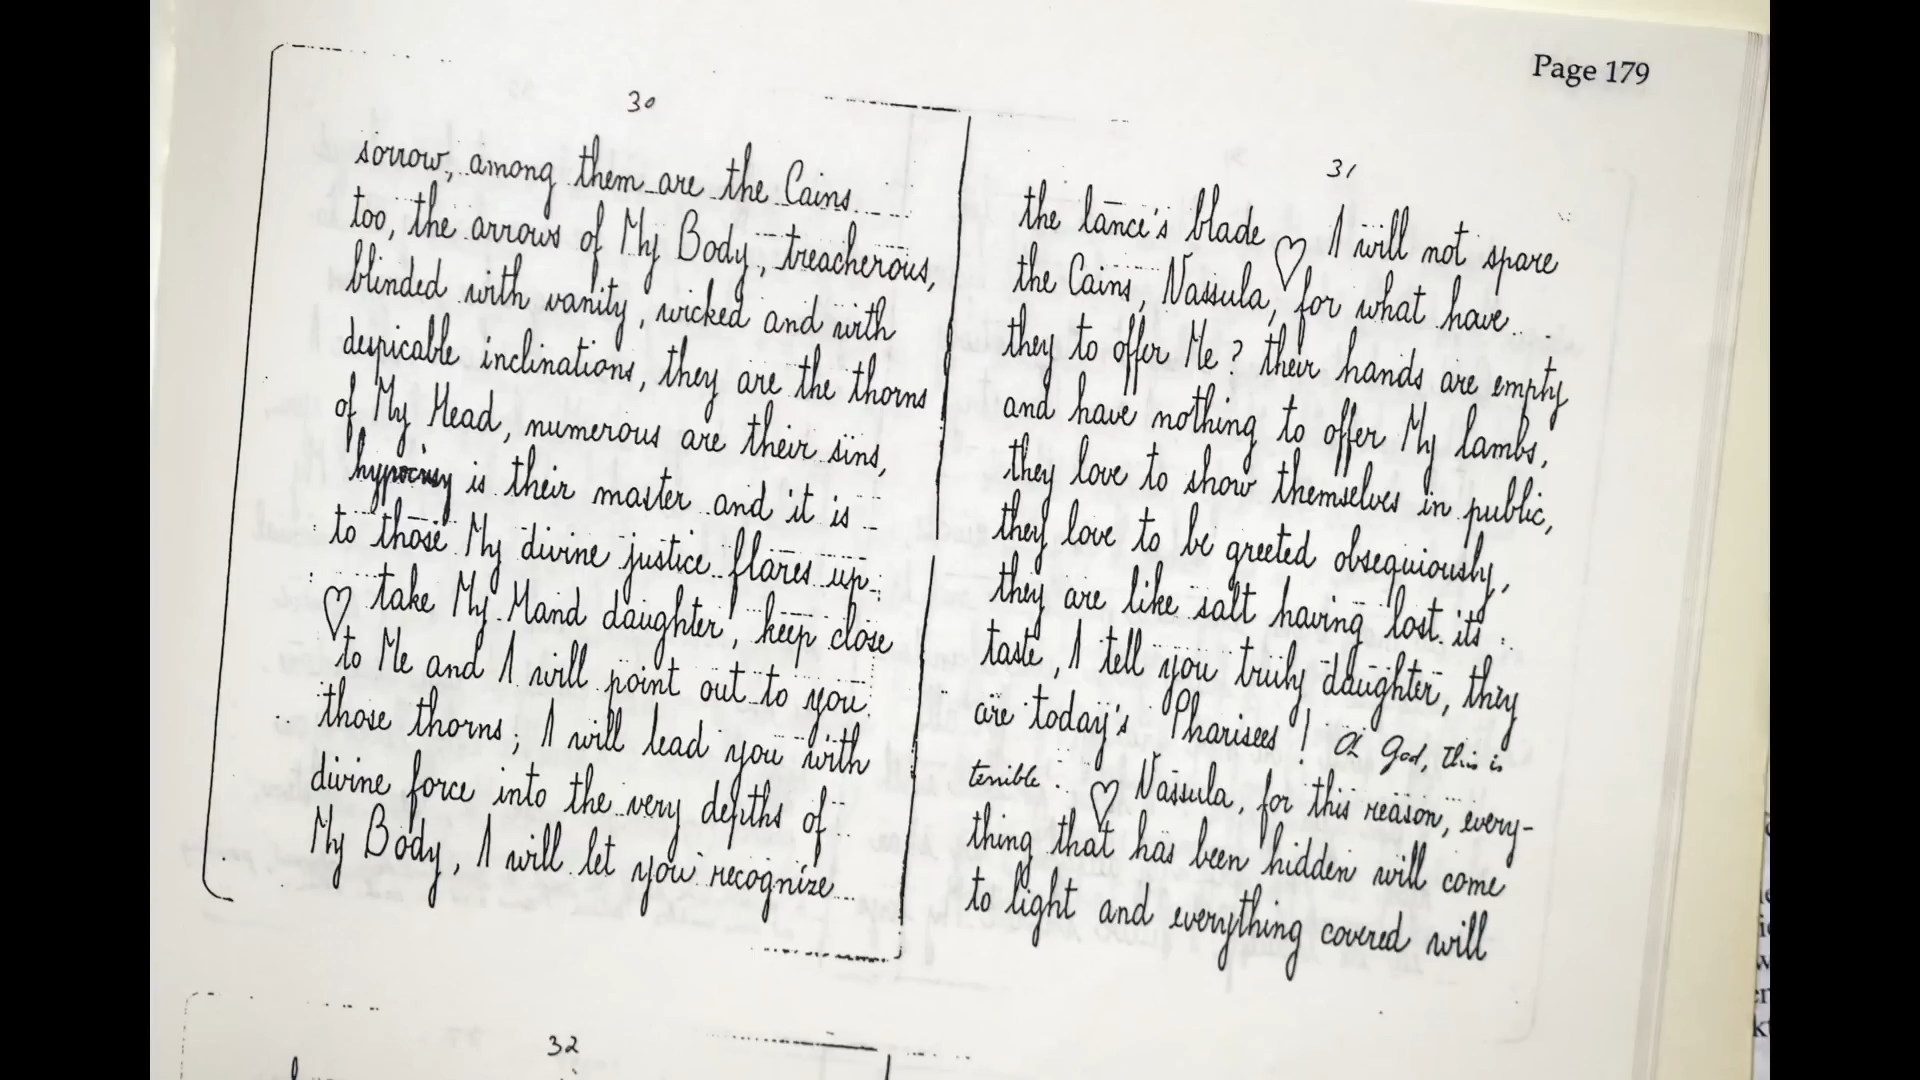 Page 179
30
sorrow, among them are the Cains
too, the arrows of My Body, treacherous,
blinded with vanity, wicked and with
despicable inclinations, they are the thorns
of My Head, numerous are their sins,
hypocrisy is their master and it is
to those My divine justice flares up.
♡ take My Hand daughter, keep close
to Me and I will point out to you
those thorns; I will lead you with
divine force into the very depths of
My Body, I will let you recognize
31
the lance's blade ♡ I will not spare
the Cains, Vassula, for what have
they to offer Me? their hands are empty
and have nothing to offer My lambs,
they love to show themselves in public,
they love to be greeted obsequiously,
they are like salt having lost its
taste, I tell you truly daughter, they
are today's Pharisees! Oh God, this is
terrible. ♡ Vassula, for this reason, every-
thing that has been hidden will come
to light and everything covered will
32